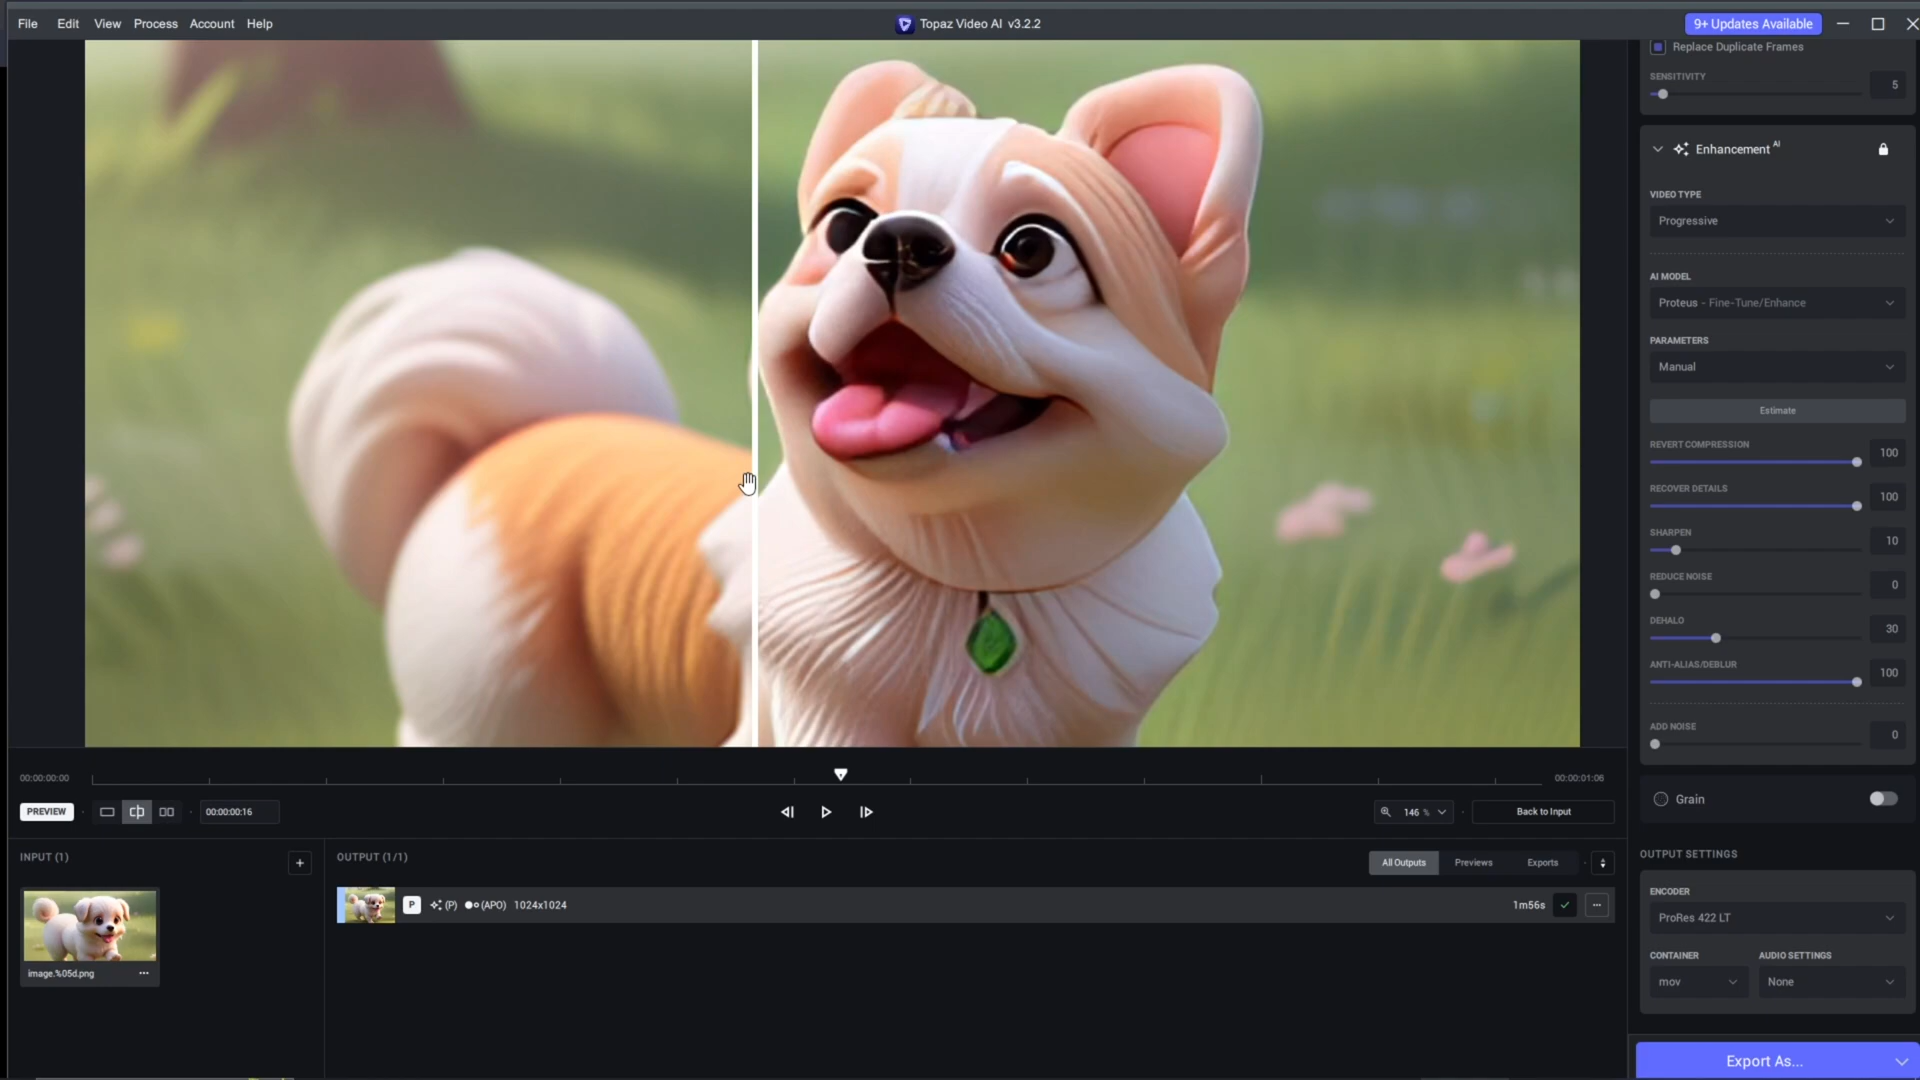 File Edit View Process Account Help
Topaz Video AI v3.2.2
9+ Updates Available
Replace Duplicate Frames
SENSITIVITY
5
Enhancement AI
VIDEO TYPE
Progressive
AI MODEL
Proteus - Fine-Tune/Enhance
PARAMETERS
Manual
Estimate
REVERT COMPRESSION
100
RECOVER DETAILS
100
SHARPEN
10
REDUCE NOISE
0
DEHALO
30
ANTI-ALIAS/DEBLUR
100
ADD NOISE
0
Grain
OUTPUT SETTINGS
ENCODER
ProRes 422 LT
CONTAINER AUDIO SETTINGS
mov None
Export As...
00:00:00:00
00:00:01:06
PREVIEW
00:00:00:16
146 %
Back to Input
INPUT (1)
+
image.%05d.png
OUTPUT (1/1)
All Outputs Previews Exports
P (P) (APO) 1024x1024
1m56s